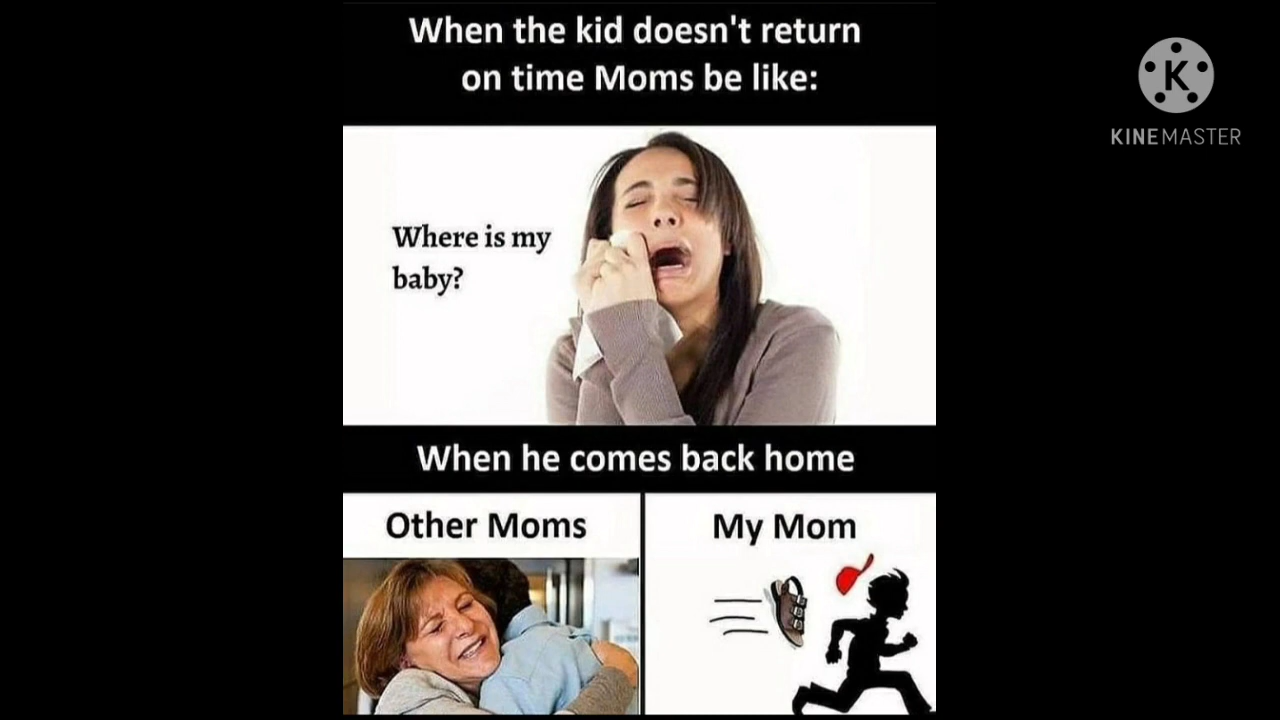 When the kid doesn't return
on time Moms be like:
K
KINEMASTER
Where is my
baby?
When he comes back home
Other Moms
My Mom